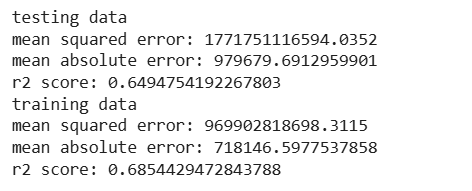 testing data
mean squared error: 1771751116594.0352
mean absolute error: 979679.6912959901
r2 score: 0.6494754192267803
training data
mean squared error: 969902818698.3115
mean absolute error: 718146.5977537858
r2 score: 0.6854429472843788